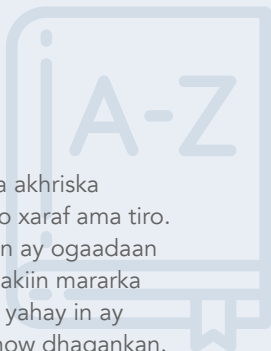 A-Z
a akhriska
o xaraf ama tiro.
n ay ogaadaan
akiin mararka
yahay in ay
how dhagankan.